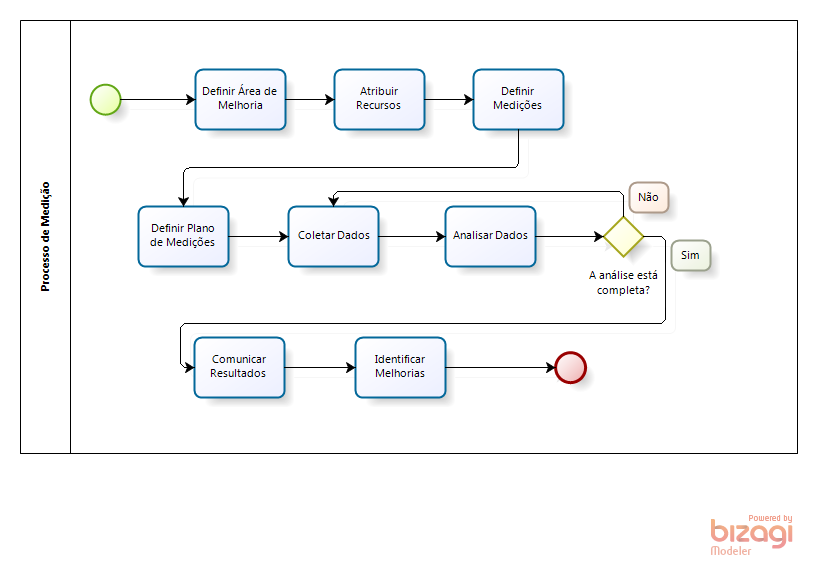 Processo de Medição
Definir Área de
Melhoria
Atribuir
Recursos
Definir
Medições
Definir Plano
de Medições
Coletar Dados
Analisar Dados
Não
Sim
A análise está
completa?
Comunicar
Resultados
Identificar
Melhorias
Powered by
bizagi
Modeler